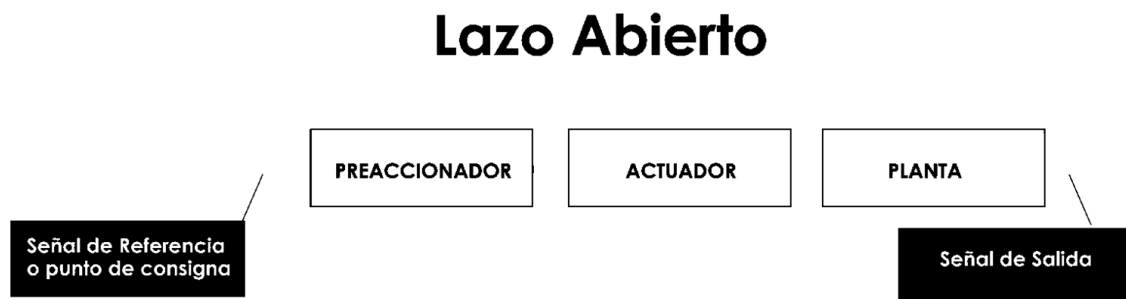 Lazo Abierto
PREACCIONADOR
ACTUADOR
PLANTA
Señal de Referencia
o punto de consigna
Señal de Salida